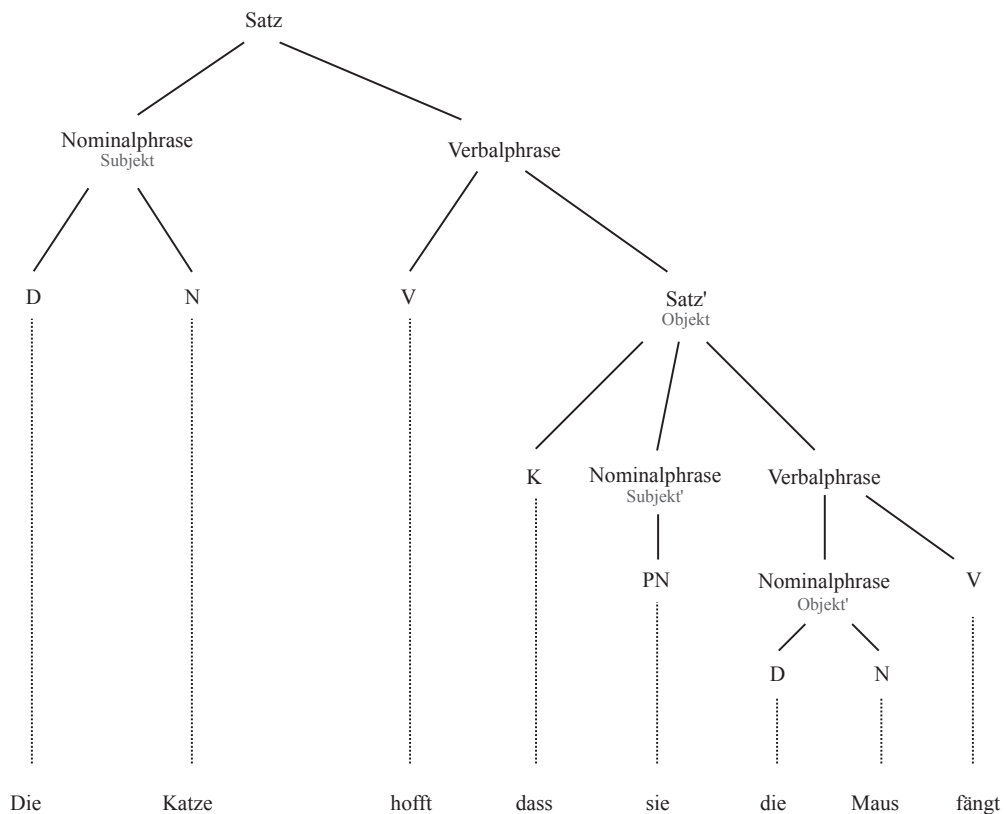 Satz
Nominalphrase
Subjekt
Verbalphrase
D N V Satz'
Objekt
K Nominalphrase Verbalphrase
Subjekt'
PN Nominalphrase V
Objekt'
D N
Die Katze hofft dass sie die Maus fängt